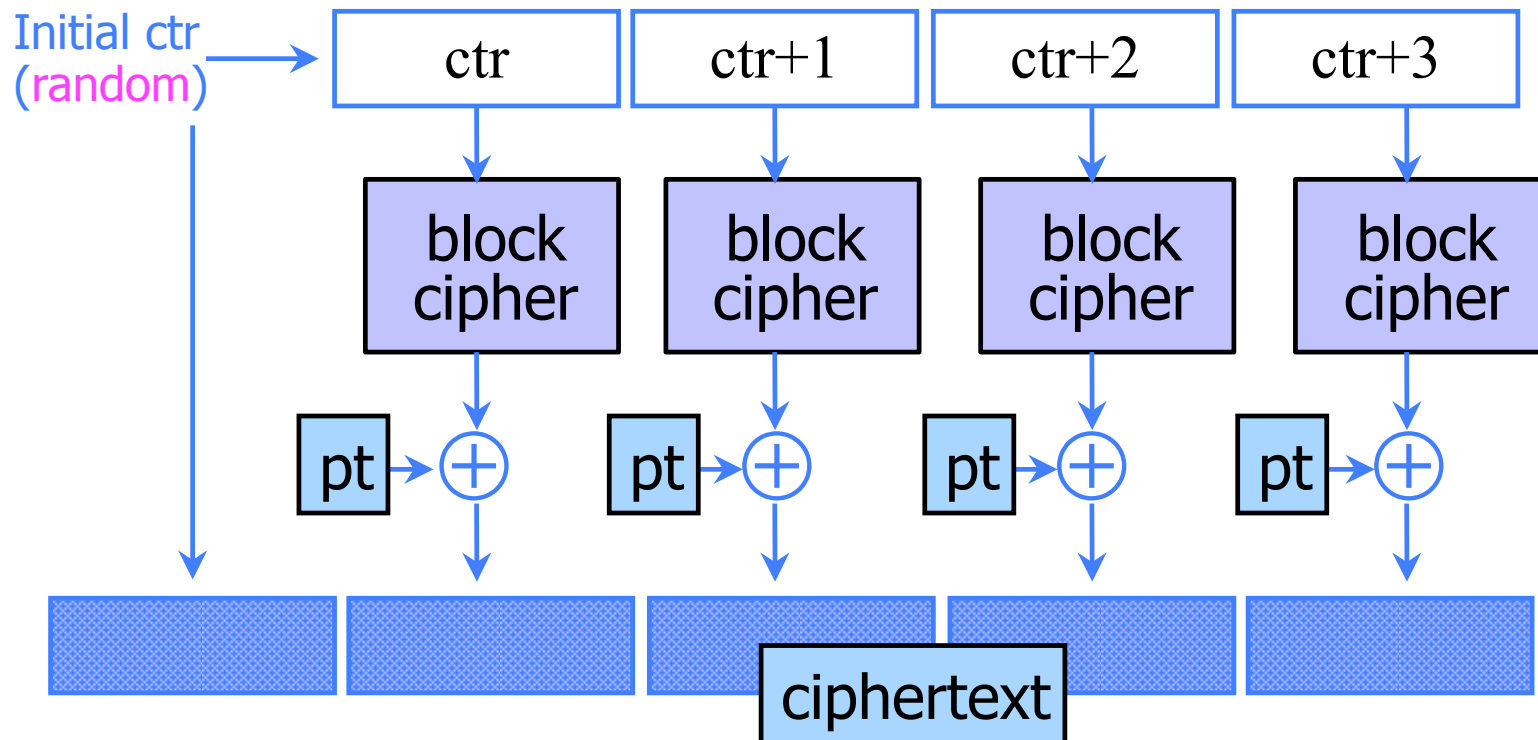 Initial ctr
(random)
ctr
ctr+1
ctr+2
ctr+3
block
cipher
block
cipher
block
cipher
block
cipher
pt
pt
pt
pt
ciphertext